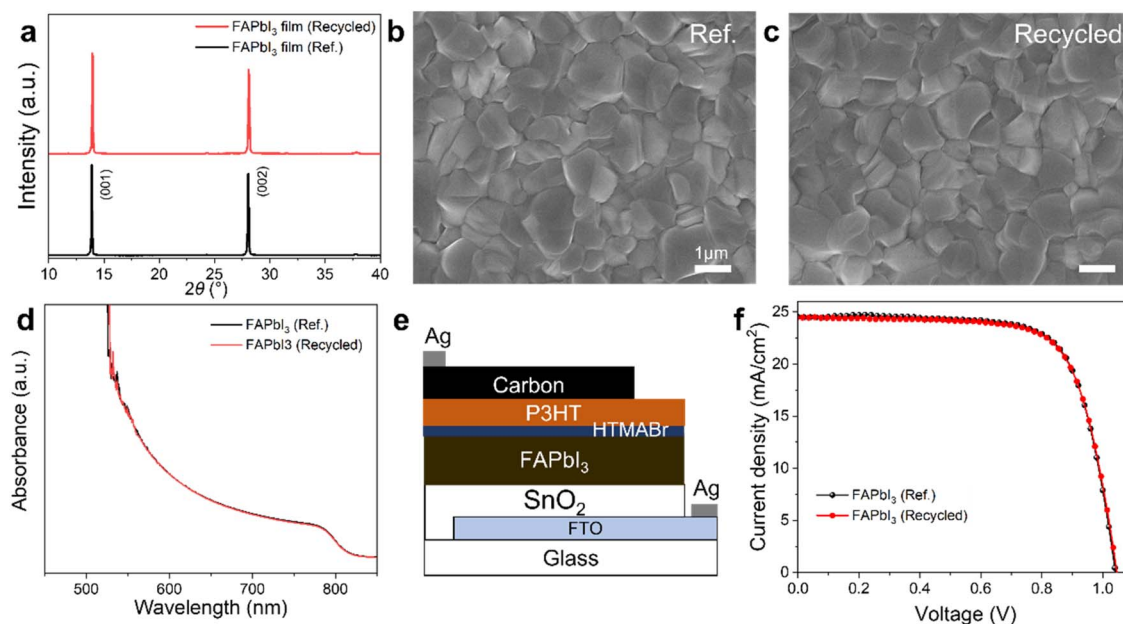 a
FAPbI₃ film (Recycled)
FAPbI₃ film (Ref.)
Intensity (a.u.)
(001)
(002)
10 15 20 25 30 35 40
2θ (°)
b
Ref.
1μm
c
Recycled
d
FAPbI₃ (Ref.)
FAPbI3 (Recycled)
Absorbance (a.u.)
500 600 700 800
Wavelength (nm)
e
Ag
Carbon
P3HT
HTMABr
FAPbI₃
SnO₂
Ag
FTO
Glass
f
Current density (mA/cm²)
25
20
15
10
5
0
FAPbI₃ (Ref.)
FAPbI₃ (Recycled)
0.0 0.2 0.4 0.6 0.8 1.0
Voltage (V)